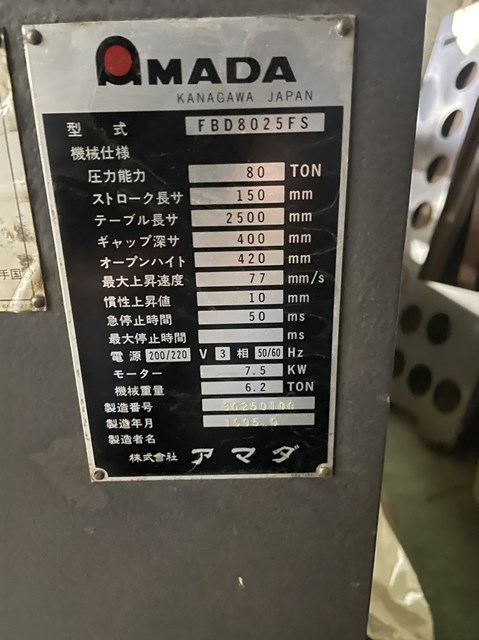 AMADA
KANAGAWA JAPAN
型式 FBD8025FS
機械仕様
圧力能力 80 TON
ストローク長サ 150 mm
テーブル長サ 2500 mm
ギャップ深サ 400 mm
オープンハイト 420 mm
最大上昇速度 77 mm/s
慣性上昇値 10 mm
急停止時間 50 ms
最大停止時間 ms
電源 200/220 V 3 相 50/60 Hz
モーター 7.5 KW
機械重量 6.2 TON
製造番号
製造年月
製造者名
株式会社 アマダ
手国